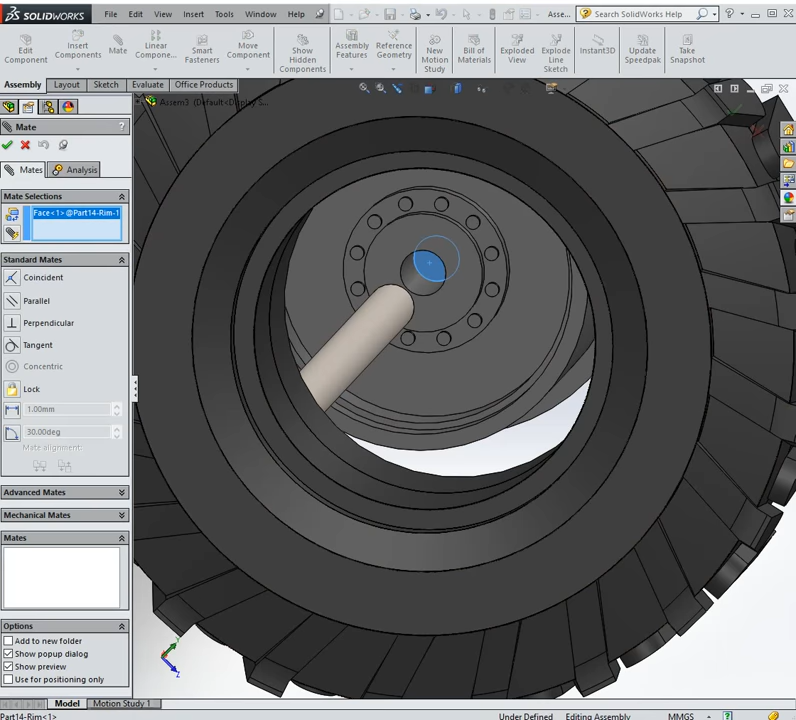 SOLIDWORKS File Edit View Insert Tools Window Help Asse... Search SolidWorks Help
Edit Component
Insert Components
Mate
Linear Compone...
Smart Fasteners
Move Component
Show Hidden Components
Assembly Features
Reference Geometry
New Motion Study
Bill of Materials
Exploded View
Explode Line Sketch
Instant3D
Update Speedpak
Take Snapshot
Assembly Layout Sketch Evaluate Office Products
Assem3 (Default<Display S...
Mate ?
Mates Analysis
Mate Selections
Face<1>@Part14-Rim-1
Standard Mates
Coincident
Parallel
Perpendicular
Tangent
Concentric
Lock
1.00mm
30.00deg
Mate alignment:
Advanced Mates
Mechanical Mates
Mates
Options
Add to new folder
Show popup dialog
Show preview
Use for positioning only
Y
Z
Model Motion Study 1
Part14-Rim<1> Under Defined Editing Assembly MMGS